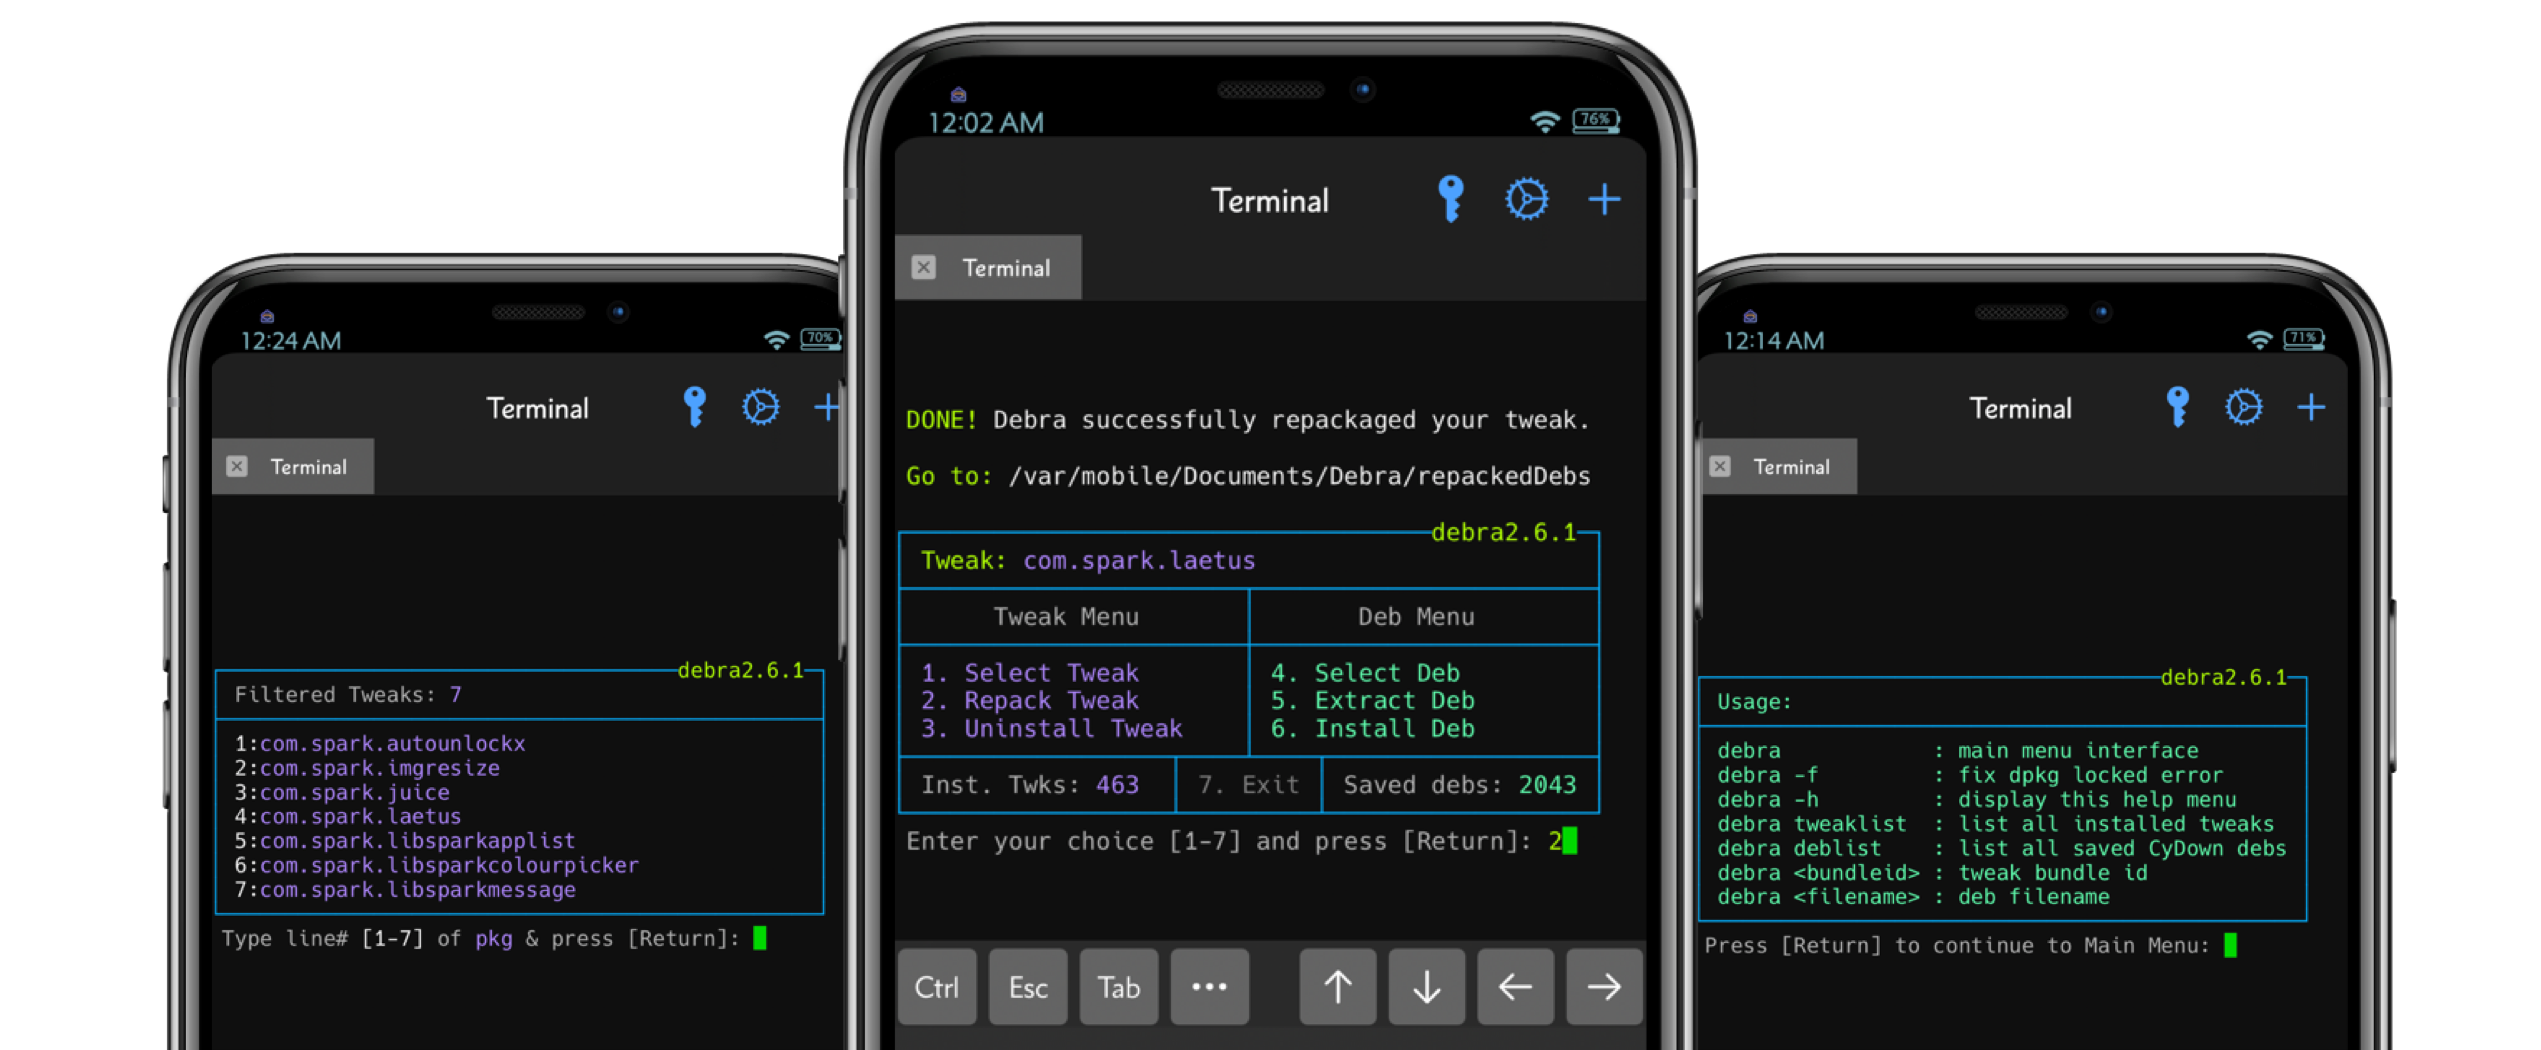 12:24 AM
70%
Terminal
Terminal
debra2.6.1
Filtered Tweaks: 7
1:com.spark.autounlockx
2:com.spark.imgresize
3:com.spark.juice
4:com.spark.laetus
5:com.spark.libsparkapplist
6:com.spark.libsparkcolourpicker
7:com.spark.libsparkmessage
Type line# [1-7] of pkg & press [Return]:
12:02 AM
76%
Terminal
Terminal
DONE! Debra successfully repackaged your tweak.
Go to: /var/mobile/Documents/Debra/repackedDebs
debra2.6.1
Tweak: com.spark.laetus
Tweak Menu
Deb Menu
1. Select Tweak
2. Repack Tweak
3. Uninstall Tweak
4. Select Deb
5. Extract Deb
6. Install Deb
Inst. Twks: 463
7. Exit
Saved debs: 2043
Enter your choice [1-7] and press [Return]: 2
Ctrl
Esc
Tab
12:14 AM
71%
Terminal
Terminal
debra2.6.1
Usage:
debra : main menu interface
debra -f : fix dpkg locked error
debra -h : display this help menu
debra tweaklist : list all installed tweaks
debra deblist : list all saved CyDown debs
debra <bundleid> : tweak bundle id
debra <filename> : deb filename
Press [Return] to continue to Main Menu: